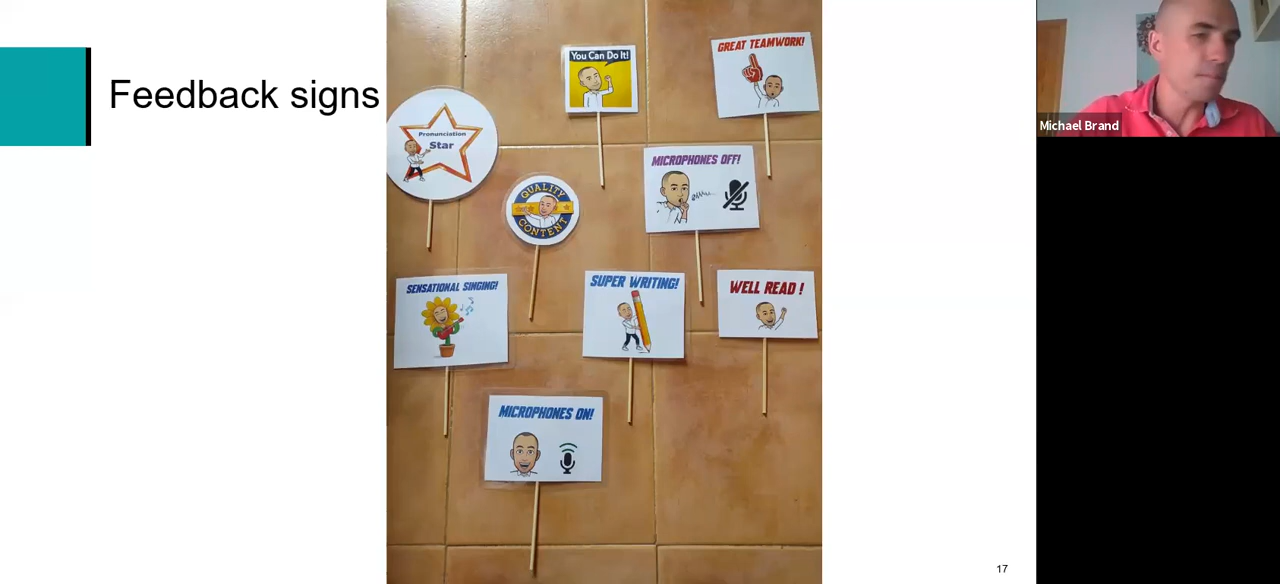 Feedback signs
You Can Do It!
GREAT TEAMWORK!
Pronunciation
Star
MICROPHONES OFF!
QUALITY
CONTENT
SENSATIONAL SINGING!
SUPER WRITING!
WELL READ !
MICROPHONES ON!
17
Michael Brand